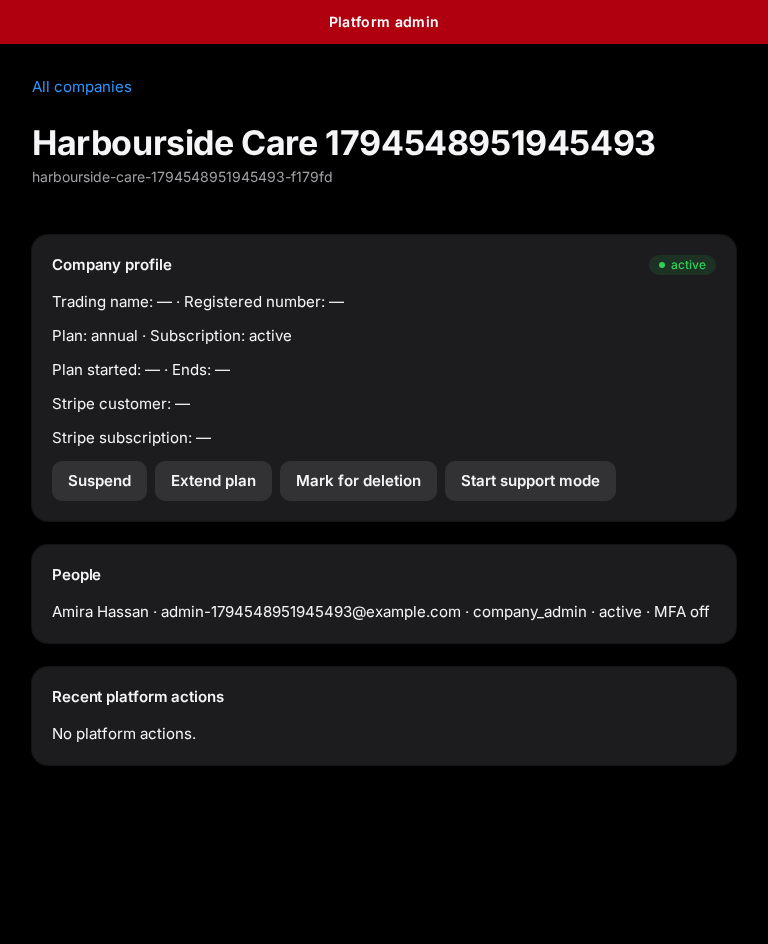 Platform admin
All companies
Harbourside Care 1794548951945493
harbourside-care-1794548951945493-f179fd
Company profile
active
Trading name: — · Registered number: —
Plan: annual · Subscription: active
Plan started: — · Ends: —
Stripe customer: —
Stripe subscription: —
Suspend Extend plan Mark for deletion Start support mode
People
Amira Hassan · admin-1794548951945493@example.com · company_admin · active · MFA off
Recent platform actions
No platform actions.